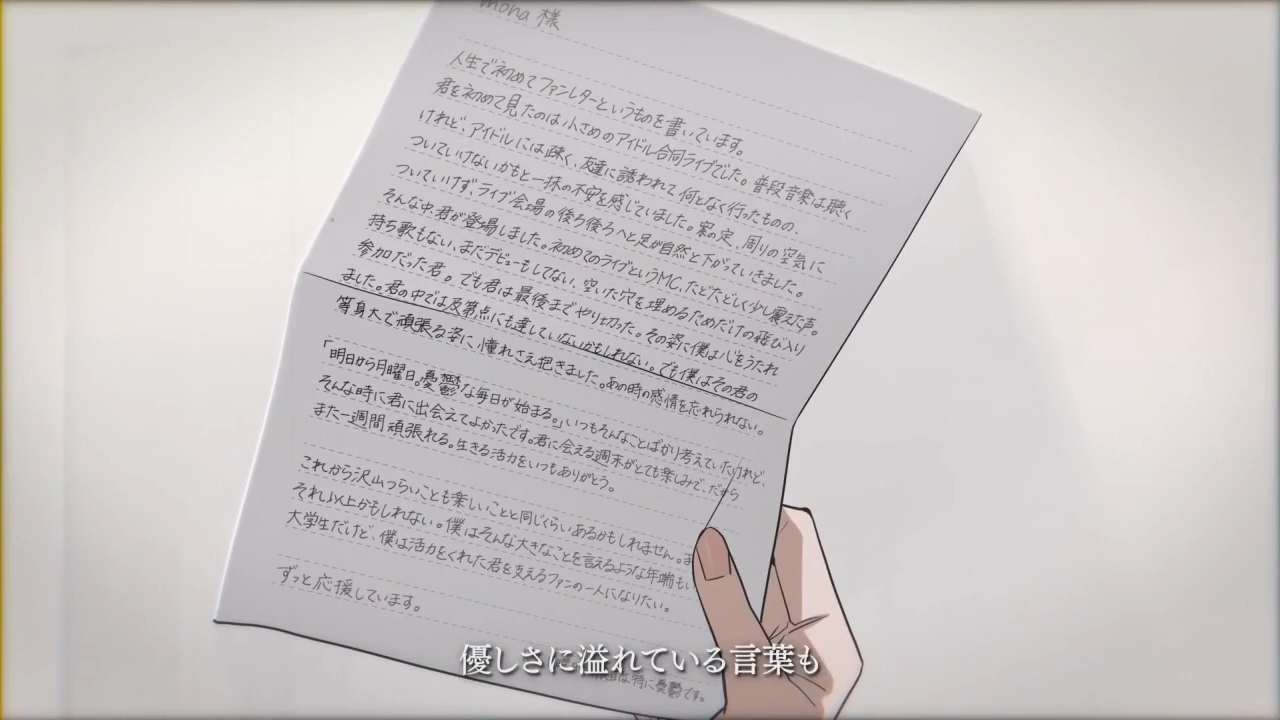 mona 様
人生で初めてファンレターというものを書いています。
君を初めて見たのは小さめのアイドル合同ライブでした。普段音楽は聴く
けれど、アイドルには疎く、友達に誘われて何となく行ったものの、
ついていけないかもと一抹の不安を感じていました。案の定、周りの空気に
ついていけず、ライブ会場の後ろ後ろへと足が自然と下がっていきました。
そんな中、君が登場しました。初めてのライブというMC、たどたどしく少し震えた声。
持ち歌もない、まだデビューもしてない、空いた穴を埋めるためだけの飛び入り
参加だった君。でも君は最後までやり切った。その姿に僕は心をうたれ
ました。君の中では及第点にも達していないかもしれない。でも僕はその君の
等身大で頑張る姿に、憧れさえ抱きました。あの時の感情を忘れられない。
「明日から月曜日。憂鬱な毎日が始まる。」いつもそんなことばかり考えていたけれど、
そんな時に君に出会えてよかったです。君に会える週末がとても楽しみで、だから
また一週間頑張れる。生きる活力をいつもありがとう。
これから沢山つらいことも楽しいことと同じくらいあるかもしれません。ま
それ以上かもしれない。僕はそんな大きなことを言えるような年齢もい
大学生だけど、僕は活力をくれた君を支えるファンの一人になりたい。
ずっと応援しています。
特に憂鬱です。
優しさに溢れている言葉も